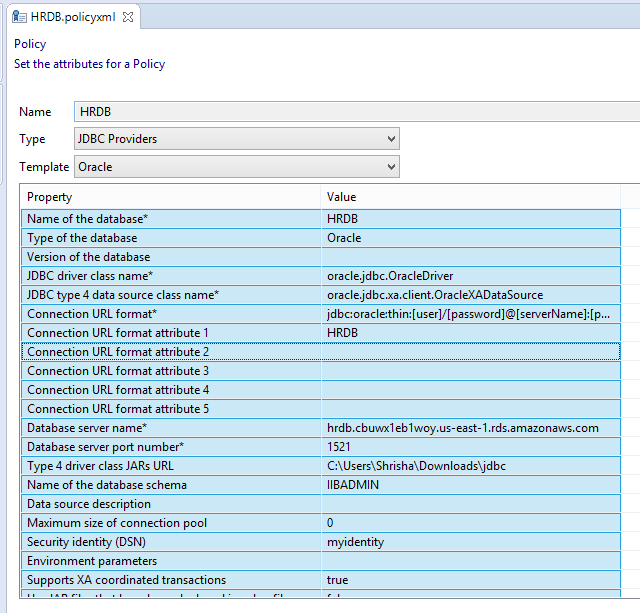 HRDB.policyxml
Policy
Set the attributes for a Policy
Name HRDB
Type JDBC Providers
Template Oracle
Property Value
Name of the database* HRDB
Type of the database Oracle
Version of the database
JDBC driver class name* oracle.jdbc.OracleDriver
JDBC type 4 data source class name* oracle.jdbc.xa.client.OracleXADataSource
Connection URL format* jdbc:oracle:thin:[user]/[password]@[serverName]:[p...
Connection URL format attribute 1 HRDB
Connection URL format attribute 2
Connection URL format attribute 3
Connection URL format attribute 4
Connection URL format attribute 5
Database server name* hrdb.cbuwx1eb1woy.us-east-1.rds.amazonaws.com
Database server port number* 1521
Type 4 driver class JARs URL C:\Users\Shrisha\Downloads\jdbc
Name of the database schema IIBADMIN
Data source description
Maximum size of connection pool 0
Security identity (DSN) myidentity
Environment parameters
Supports XA coordinated transactions true